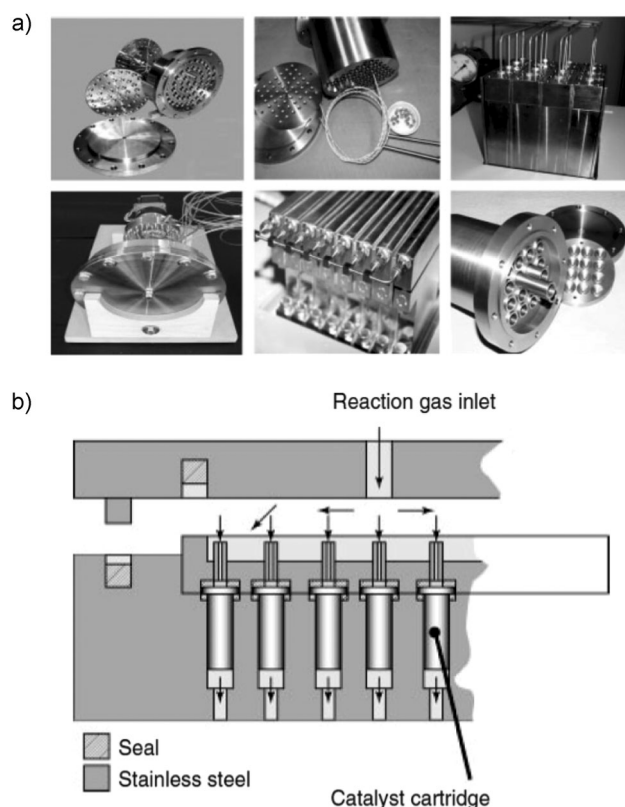 a)
b)
Reaction gas inlet
Seal
Stainless steel
Catalyst cartridge